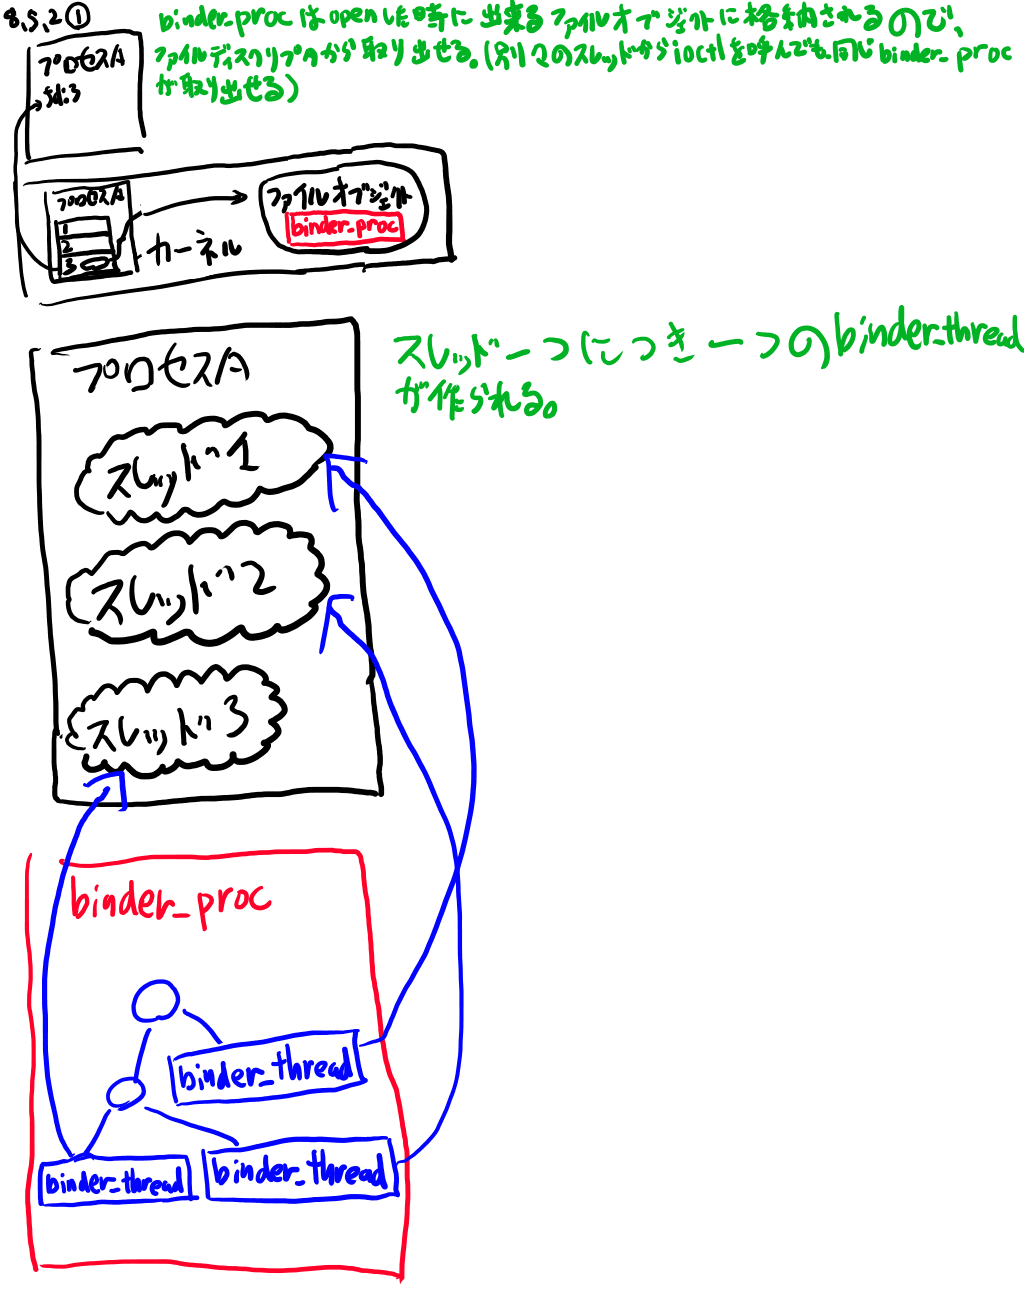 8.5.2 ①
binder_procはopenした時に出来るファイルオブジェクトに格納されるので、
ファイルディスクリプタから取り出せる。(別々のスレッドからioctlを呼んでも同じbinder_proc
が取り出せる)
プロセスA
fd:3
プロセスA
1
2
3
カーネル
ファイルオブジェクト
binder_proc
スレッド一つにつき一つのbinder_thread
が作られる。
プロセスA
スレッド1
スレッド2
スレッド3
binder_proc
binder_thread
binder_thread
binder_thread